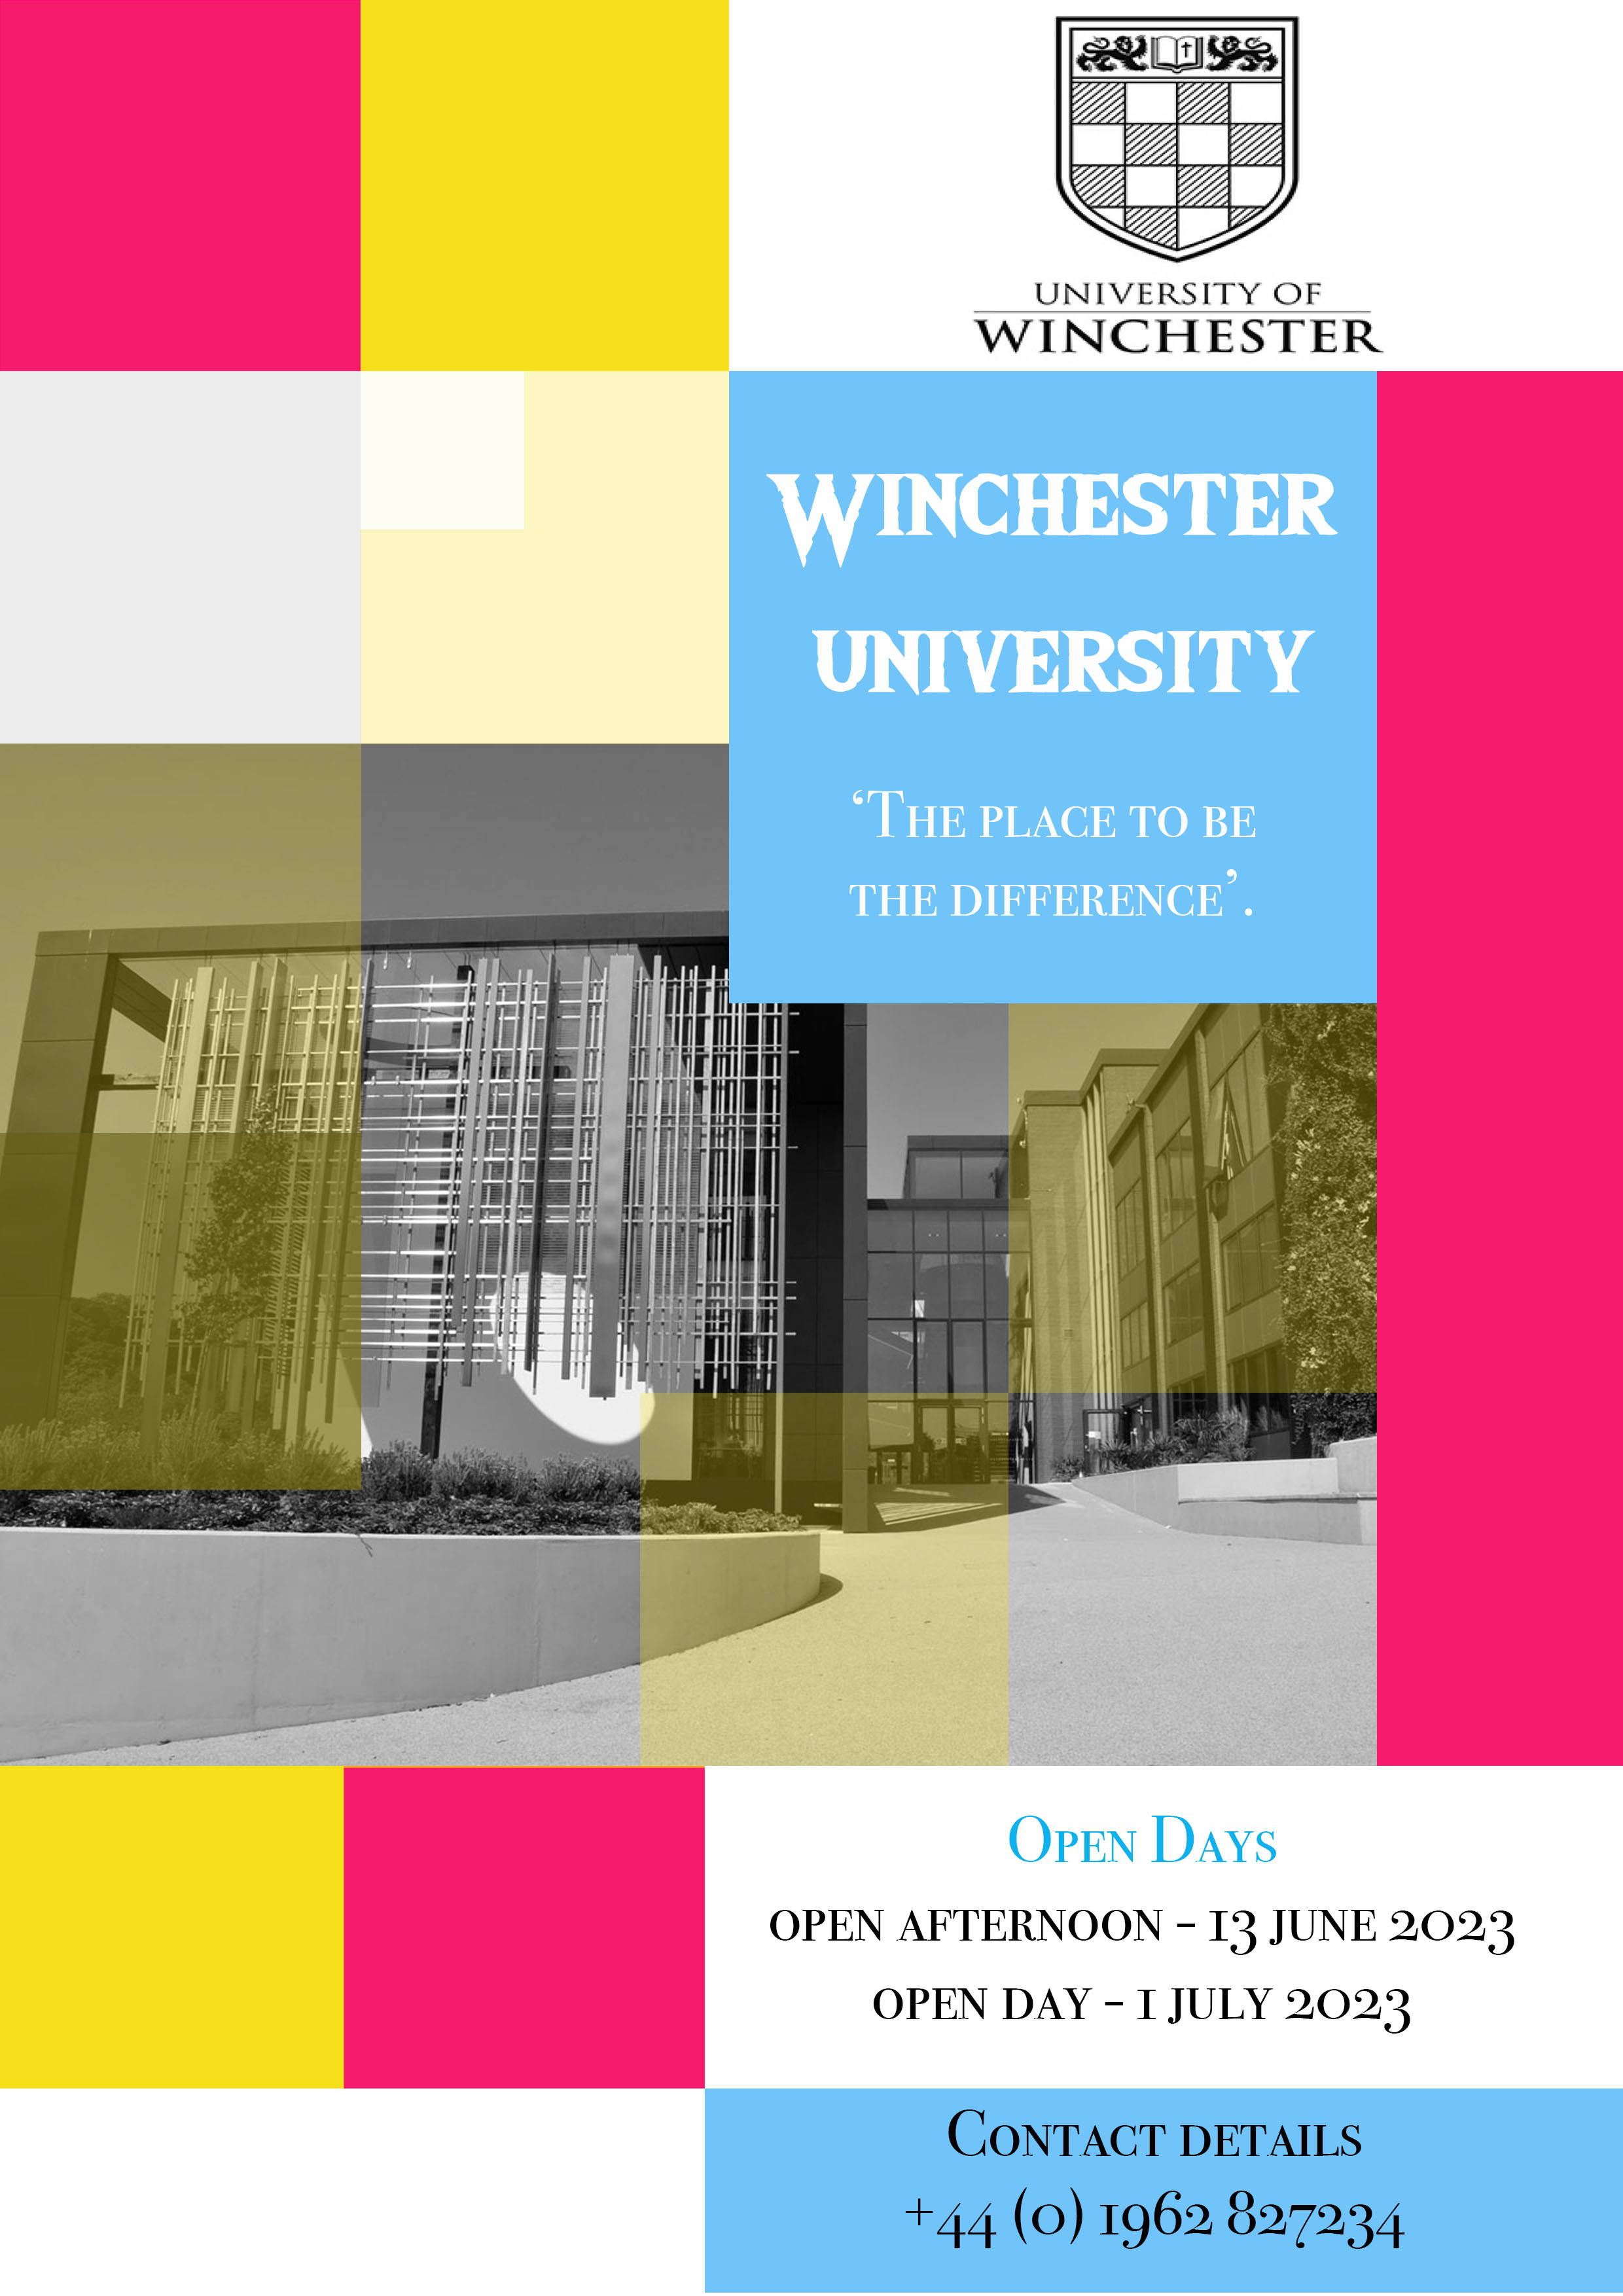 UNIVERSITY OF
WINCHESTER
Winchester
university
‘The place to be
the difference’.
Open Days
open afternoon - 13 june 2023
open day - 1 july 2023
Contact details
+44 (0) 1962 827234